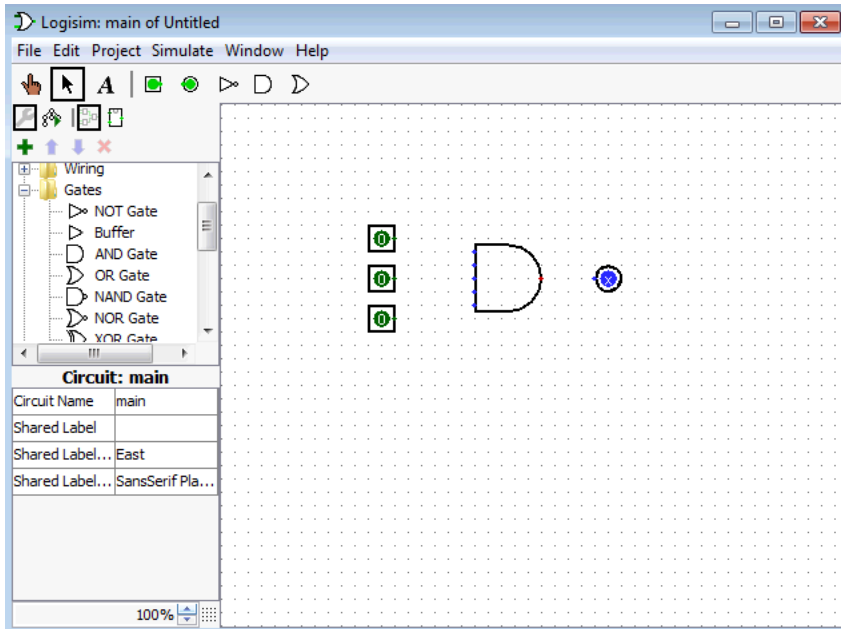 Logisim: main of Untitled
File Edit Project Simulate Window Help
A
Wiring
Gates
NOT Gate
Buffer
AND Gate
OR Gate
NAND Gate
NOR Gate
XOR Gate
0
0
x
0
Circuit: main
Circuit Name main
Shared Label
Shared Label... East
Shared Label... SansSerif Pla...
100%